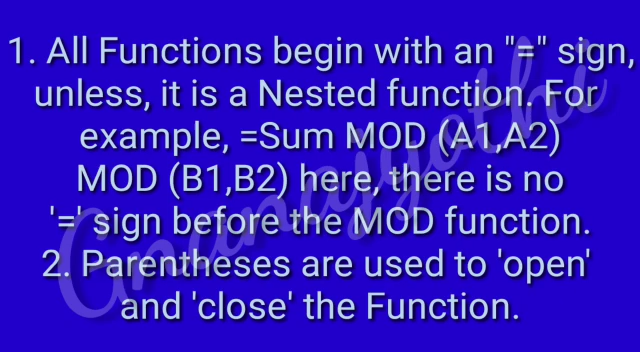 1. All Functions begin with an "=" sign,
unless, it is a Nested function. For
example, =Sum MOD (A1,A2)
MOD (B1,B2) here, there is no
'=' sign before the MOD function.
2. Parentheses are used to 'open'
and 'close' the Function.
Gnanajyothi